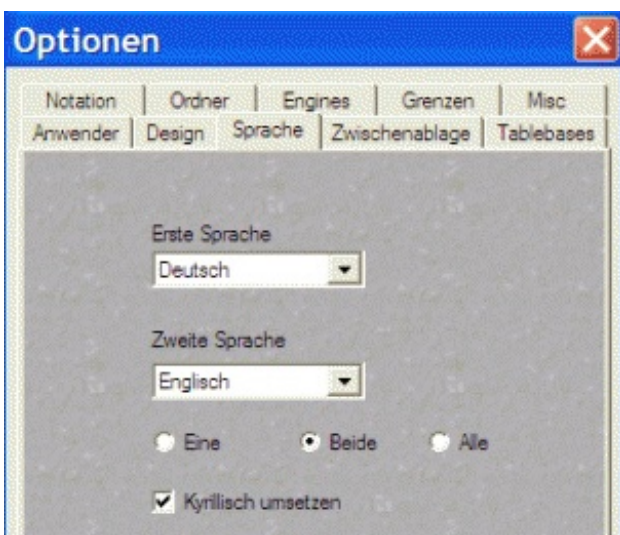 Optionen
Notation Ordner Engines Grenzen Misc
Anwender Design Sprache Zwischenablage Tablebases
Erste Sprache
Deutsch
Zweite Sprache
Englisch
Eine Beide Alle
Kyrillisch umsetzen